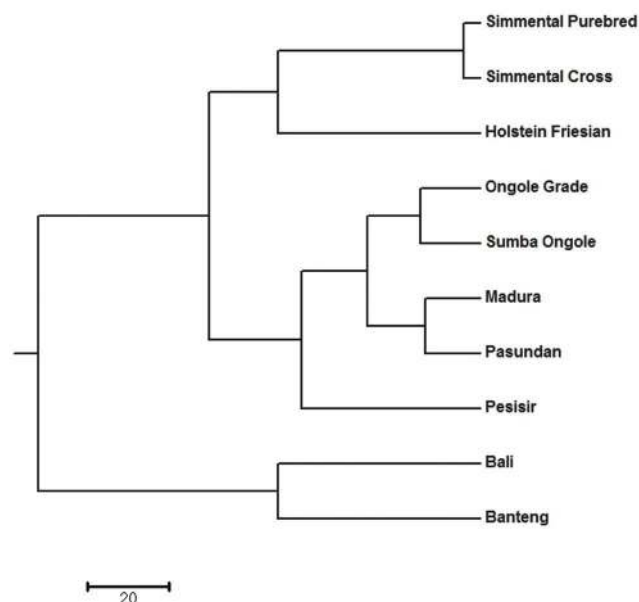 Simmental Purebred
Simmental Cross
Holstein Friesian
Ongole Grade
Sumba Ongole
Madura
Pasundan
Pesisir
Bali
Banteng
20